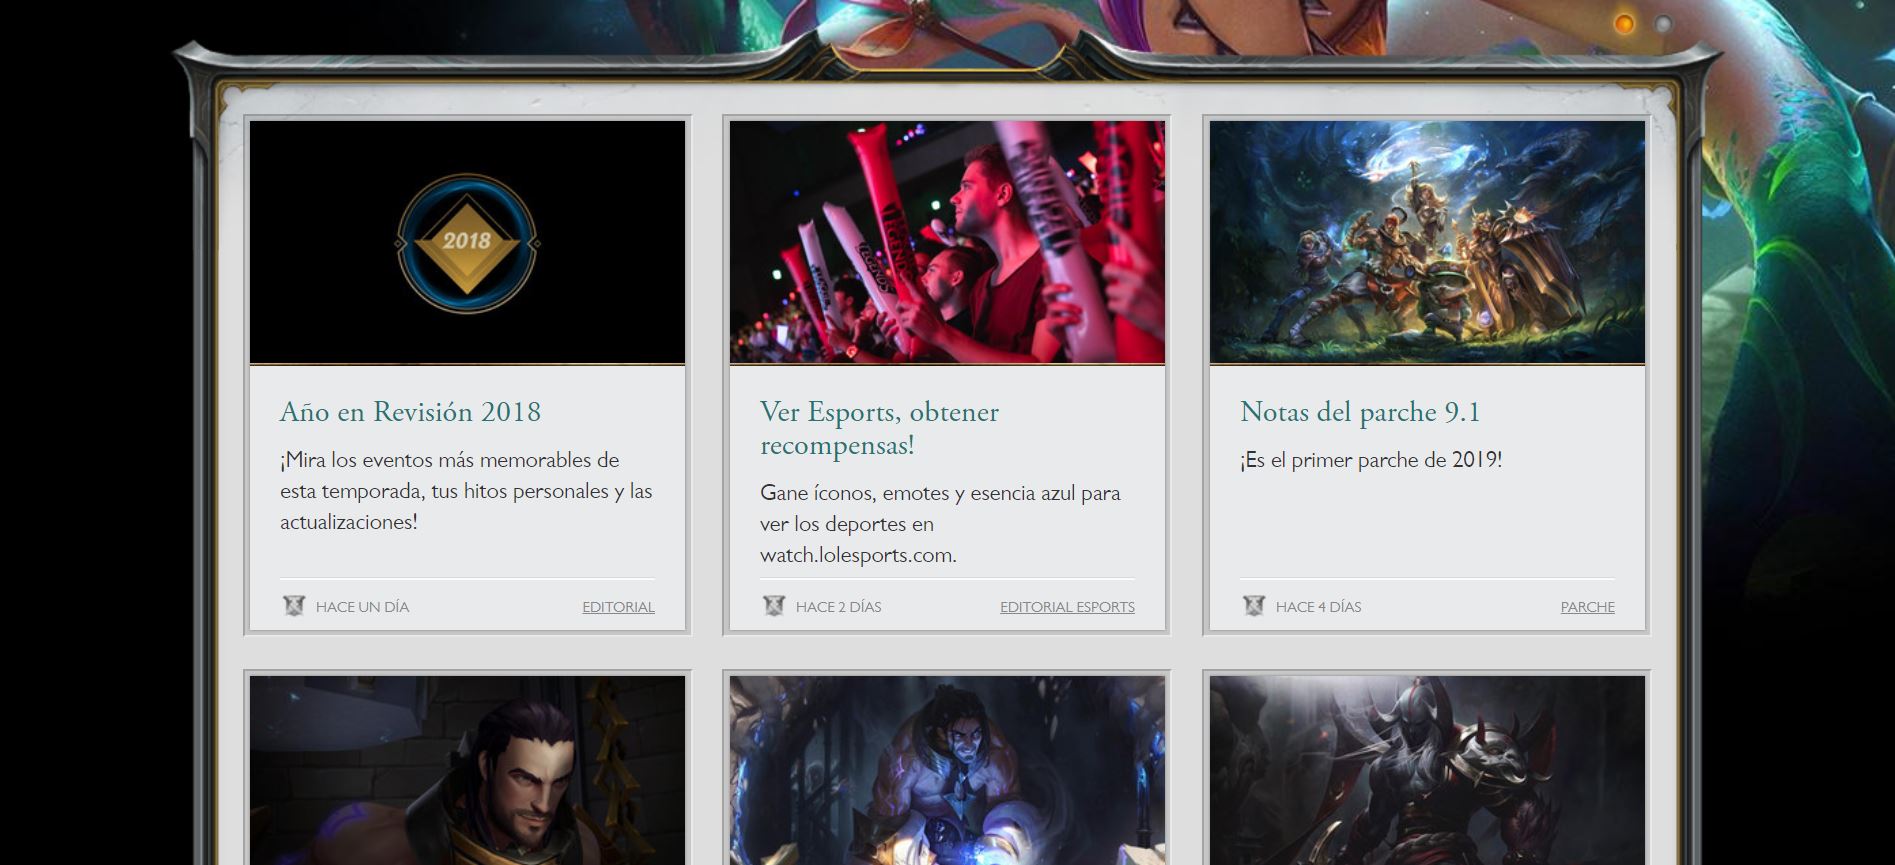 2018
Año en Revisión 2018
¡Mira los eventos más memorables de
esta temporada, tus hitos personales y las
actualizaciones!
HACE UN DÍA
EDITORIAL
Ver Esports, obtener
recompensas!
Gane íconos, emotes y esencia azul para
ver los deportes en
watch.lolesports.com.
HACE 2 DÍAS
EDITORIAL ESPORTS
Notas del parche 9.1
¡Es el primer parche de 2019!
HACE 4 DÍAS
PARCHE